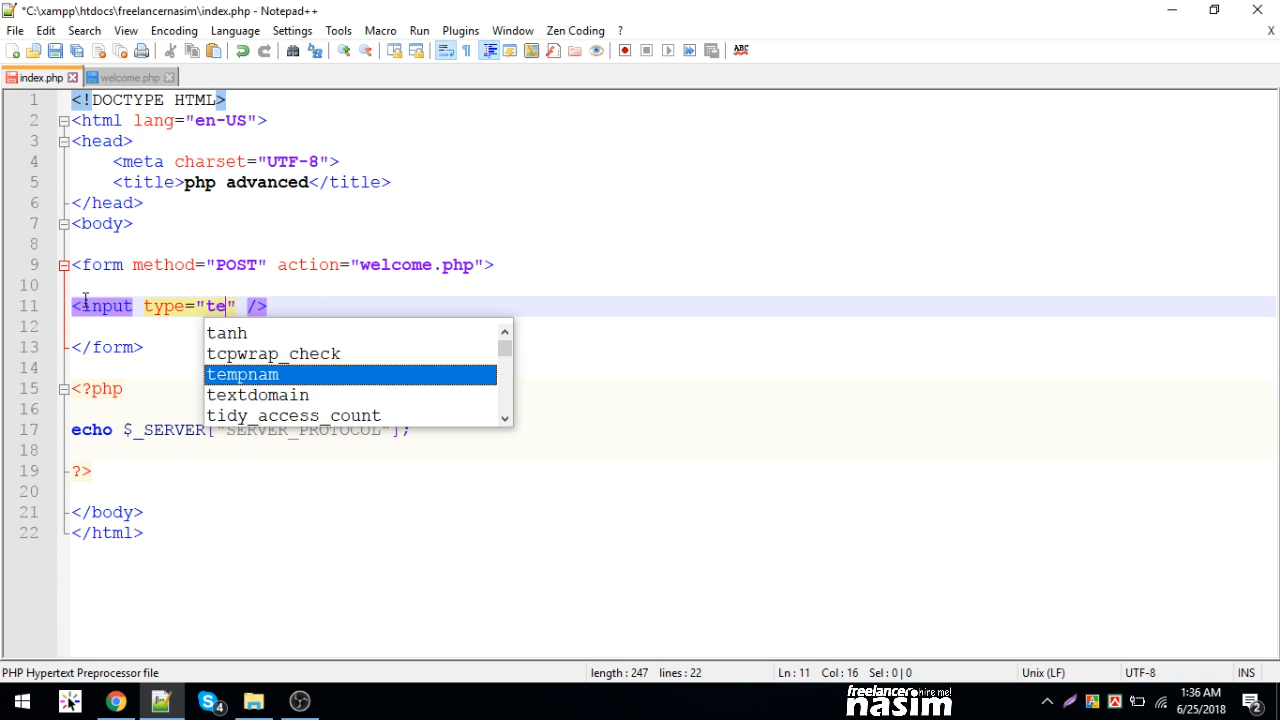 *C:\xampp\htdocs\freelancernasim\index.php - Notepad++
File Edit Search View Encoding Language Settings Tools Macro Run Plugins Window Zen Coding ? X
ABC
index.php welcome.php
1 <!DOCTYPE HTML>
2 <html lang="en-US">
3 <head>
4 <meta charset="UTF-8">
5 <title>php advanced</title>
6 </head>
7 <body>
8
9 <form method="POST" action="welcome.php">
10
11 <input type="te" />
12
tanh
13 </form>
tcpwrap_check
14
tempnam
15 <?php
textdomain
16
tidy_access_count
17 echo $_SERVER["SERVER_PROTOCOL"];
18
19 ?>
20
21 </body>
22 </html>
PHP Hypertext Preprocessor file length : 247 lines : 22 Ln : 11 Col : 16 Sel : 0 | 0 Unix (LF) UTF-8 INS
4
freelancer hire me!
nasim
1:36 AM
6/25/2018
2